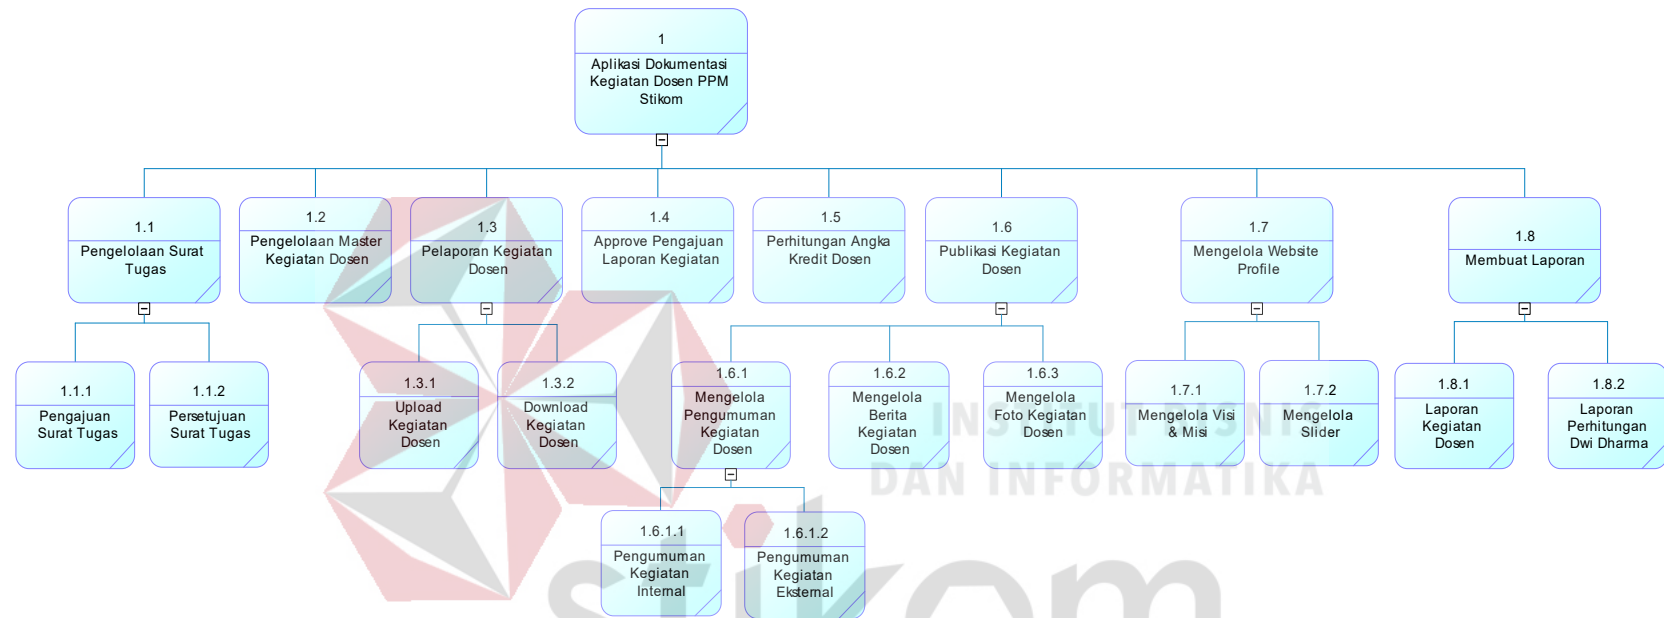 1
Aplikasi Dokumentasi
Kegiatan Dosen PPM
Stikom
1.1
Pengelolaan Surat
Tugas
1.2
Pengelolaan Master
Kegiatan Dosen
1.3
Pelaporan Kegiatan
Dosen
1.4
Approve Pengajuan
Laporan Kegiatan
1.5
Perhitungan Angka
Kredit Dosen
1.6
Publikasi Kegiatan
Dosen
1.7
Mengelola Website
Profile
1.8
Membuat Laporan
1.1.1
Pengajuan
Surat Tugas
1.1.2
Persetujuan
Surat Tugas
1.3.1
Upload
Kegiatan
Dosen
1.3.2
Download
Kegiatan
Dosen
1.6.1
Mengelola
Pengumuman
Kegiatan
Dosen
1.6.2
Mengelola
Berita
Kegiatan
Dosen
1.6.3
Mengelola
Foto Kegiatan
Dosen
1.7.1
Mengelola Visi
& Misi
1.7.2
Mengelola
Slider
1.8.1
Laporan
Kegiatan
Dosen
1.8.2
Laporan
Perhitungan
Dwi Dharma
INSTITUT BISNIS
DAN INFORMATIKA
1.6.1.1
Pengumuman
Kegiatan
Internal
1.6.1.2
Pengumuman
Kegiatan
Eksternal
stikom